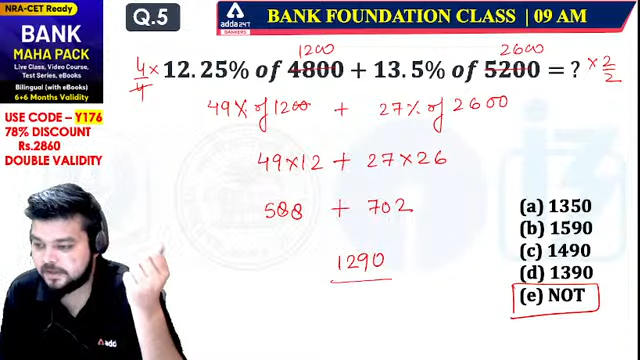 NRA-CET Ready
BANK
MAHA PACK
Live Class, Video Course,
Test Series, eBooks
Bilingual (with eBooks)
6+6 Months Validity
USE CODE – Y176
78% DISCOUNT
Rs.2860
DOUBLE VALIDITY
Q.5
adda247
BANKERS
BANK FOUNDATION CLASS | 09 AM
1200 2600
4/4 × 12.25% of 4800 + 13.5% of 5200 = ? × 2/2
49% of 1200 + 27% of 2600
49×12 + 27×26
588 + 702
1290
(a) 1350
(b) 1590
(c) 1490
(d) 1390
(e) NOT